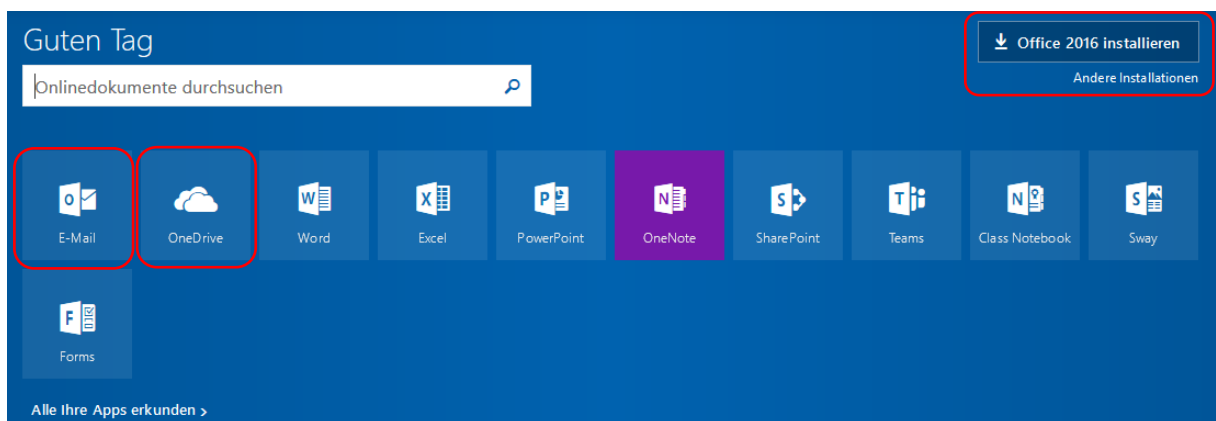 Guten Tag
Office 2016 installieren
Onlinedokumente durchsuchen
Andere Installationen
E-Mail
OneDrive
Word
Excel
PowerPoint
OneNote
SharePoint
Teams
Class Notebook
Sway
Forms
Alle Ihre Apps erkunden >